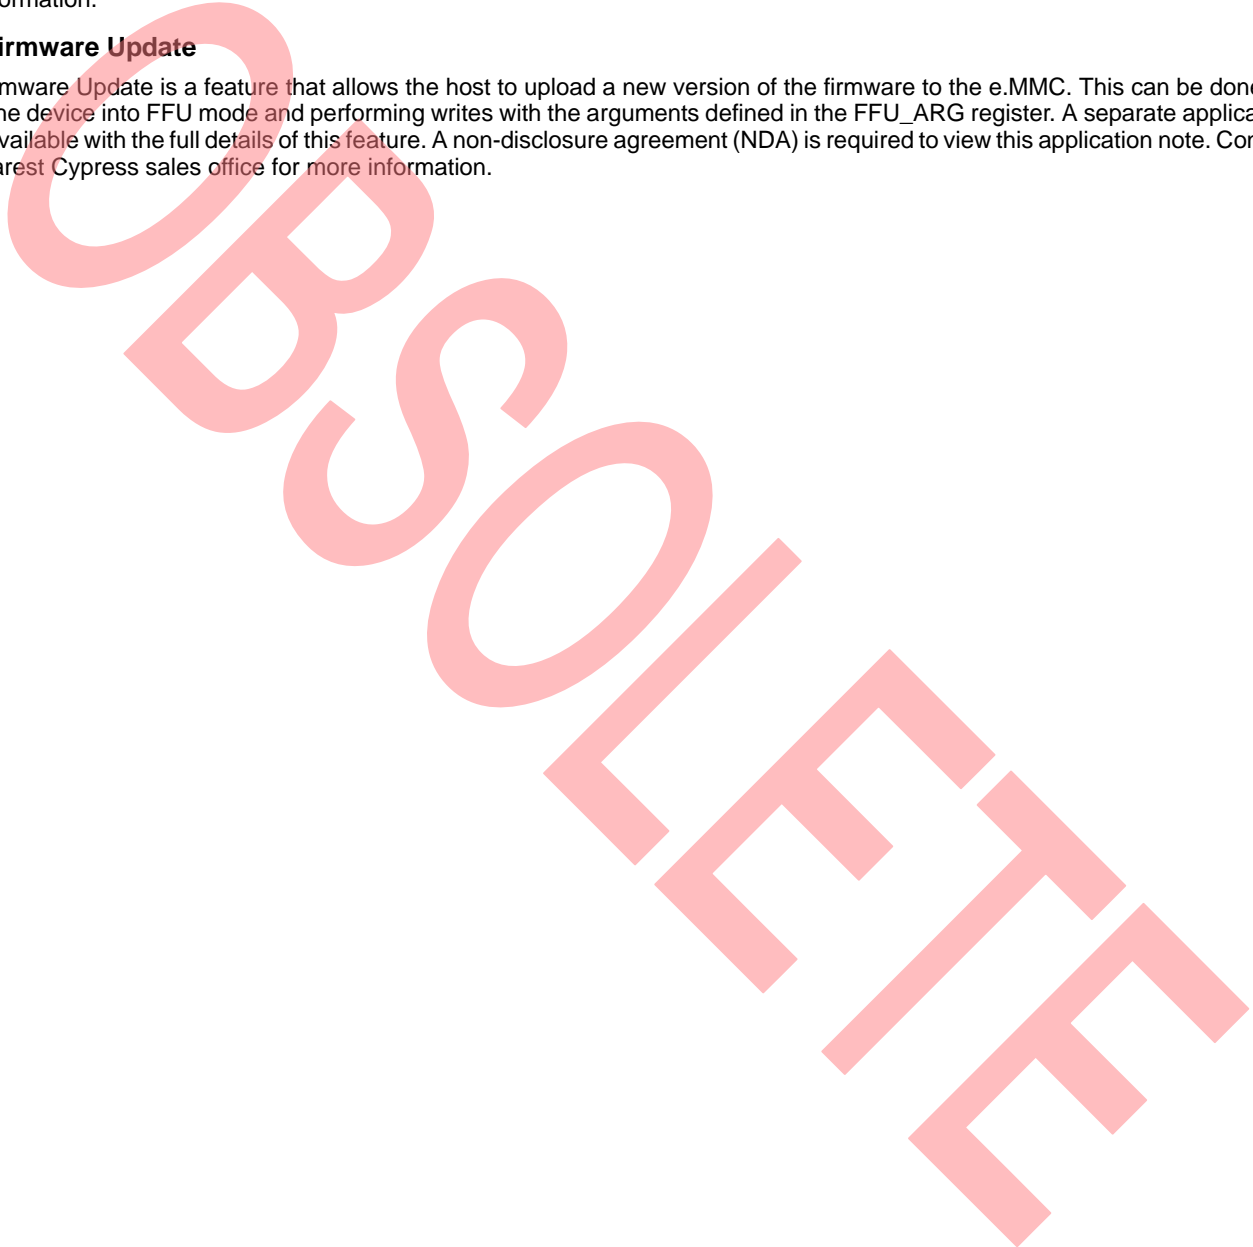 ormation.
irmware Update
mware Update is a feature that allows the host to upload a new version of the firmware to the e.MMC. This can be done
ne device into FFU mode and performing writes with the arguments defined in the FFU_ARG register. A separate applica
vailable with the full details of this feature. A non-disclosure agreement (NDA) is required to view this application note. Con
arest Cypress sales office for more information.
OBSOLETE